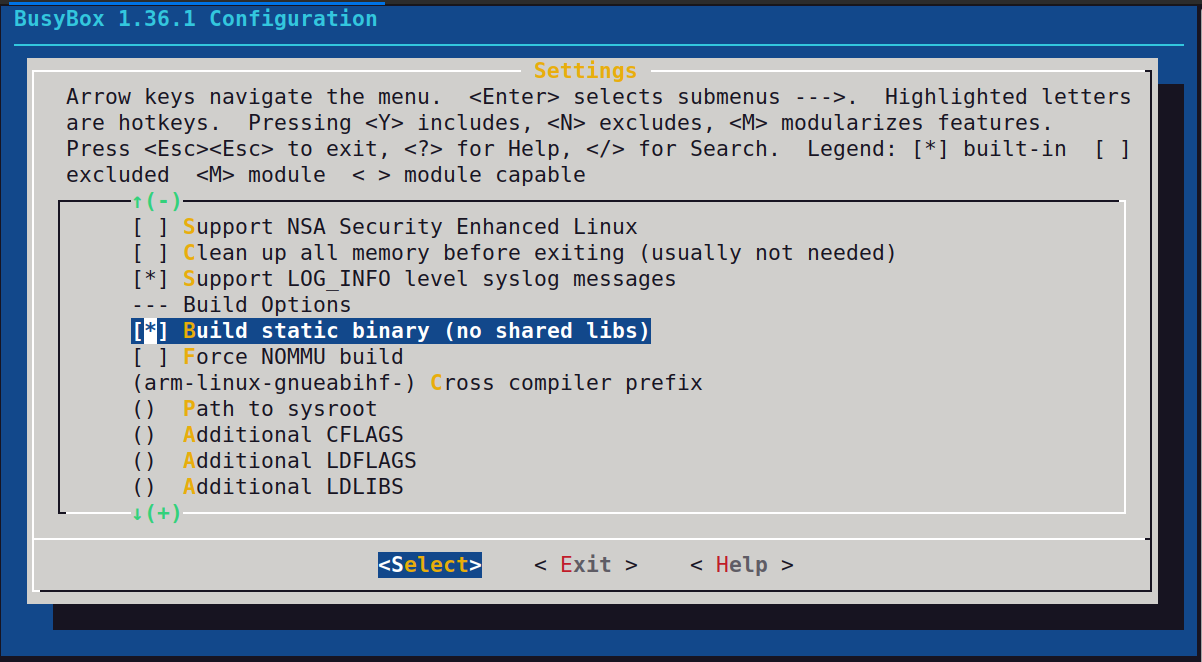 BusyBox 1.36.1 Configuration
Settings
Arrow keys navigate the menu.  <Enter> selects submenus --->.  Highlighted letters
are hotkeys.  Pressing <Y> includes, <N> excludes, <M> modularizes features.
Press <Esc><Esc> to exit, <?> for Help, </> for Search.  Legend: [*] built-in  [ ]
excluded  <M> module  < > module capable
↑(-)
[ ] Support NSA Security Enhanced Linux
[ ] Clean up all memory before exiting (usually not needed)
[*] Support LOG_INFO level syslog messages
--- Build Options
[*] Build static binary (no shared libs)
[ ] Force NOMMU build
(arm-linux-gnueabihf-) Cross compiler prefix
()  Path to sysroot
()  Additional CFLAGS
()  Additional LDFLAGS
()  Additional LDLIBS
↓(+)
<Select>    < Exit >    < Help >